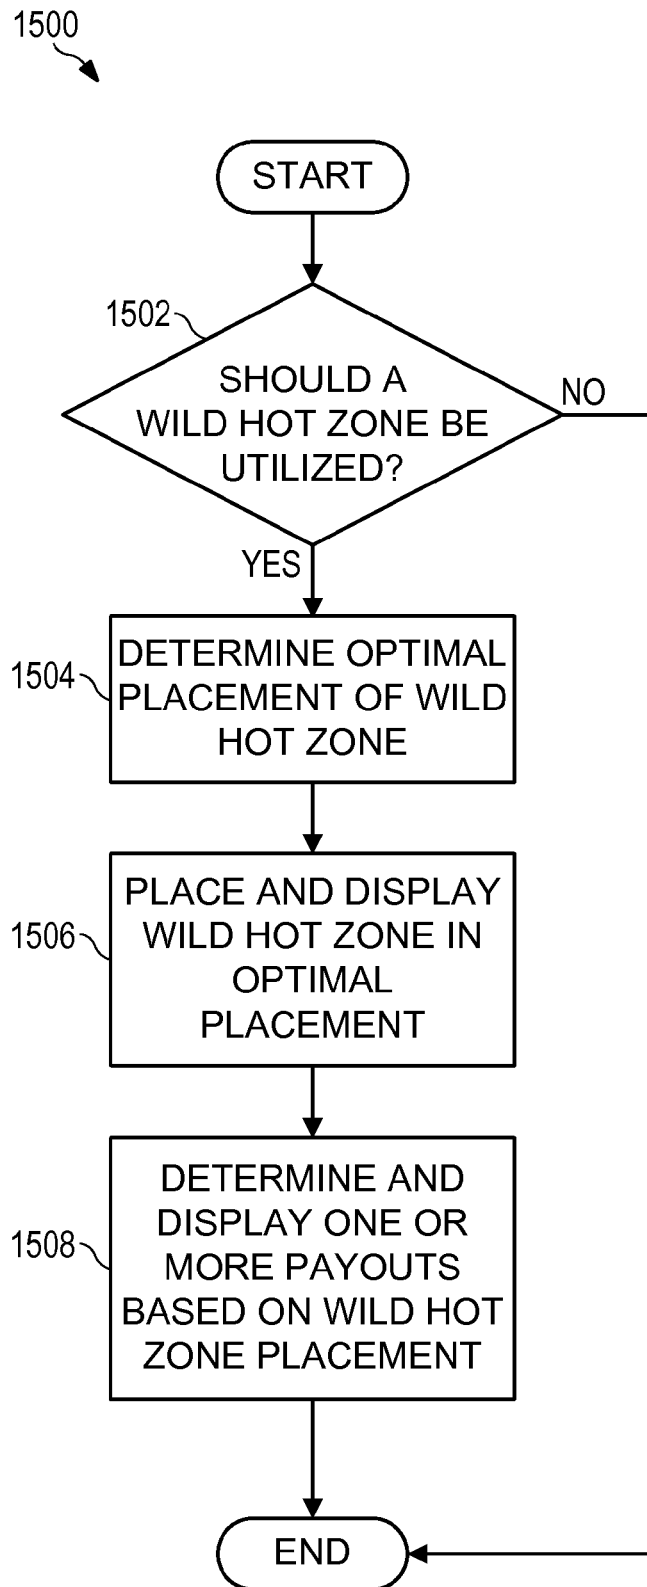 1500
START
1502
SHOULD A
WILD HOT ZONE BE
UTILIZED?
NO
YES
1504
DETERMINE OPTIMAL
PLACEMENT OF WILD
HOT ZONE
1506
PLACE AND DISPLAY
WILD HOT ZONE IN
OPTIMAL
PLACEMENT
1508
DETERMINE AND
DISPLAY ONE OR
MORE PAYOUTS
BASED ON WILD HOT
ZONE PLACEMENT
END